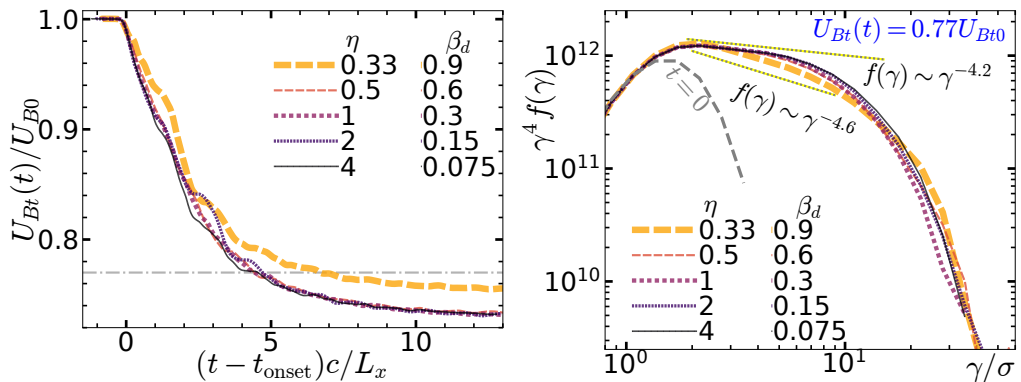 1.0
0.9
0.8
U_{Bt}(t)/U_{B0}
0
5
10
(t − t_{onset})c/L_x
η β_d
0.33 0.9
0.5 0.6
1 0.3
2 0.15
4 0.075
U_{Bt}(t) = 0.77U_{Bt0}
10^{12}
10^{11}
10^{10}
γ^4 f(γ)
t=0
f(γ) ∼ γ^{−4.2}
f(γ) ∼ γ^{−4.6}
η β_d
0.33 0.9
0.5 0.6
1 0.3
2 0.15
4 0.075
10^0
10^1
γ/σ